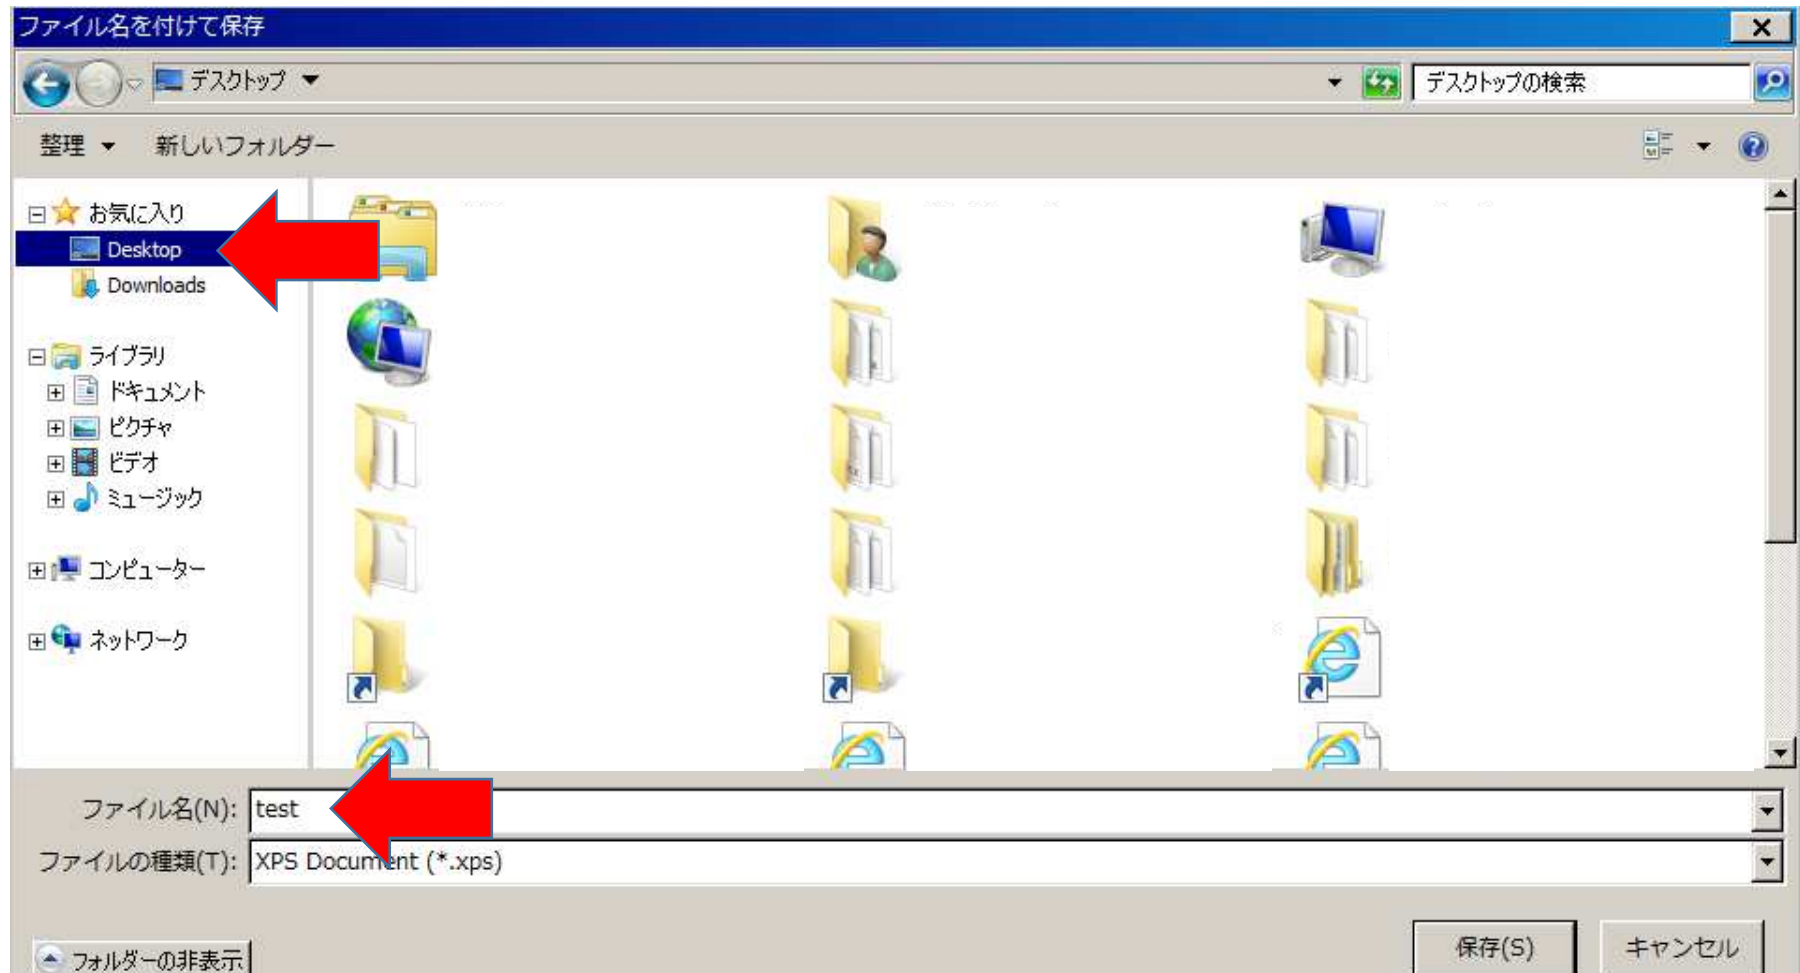 ファイル名を付けて保存
デスクトップ
デスクトップの検索
整理
新しいフォルダー
お気に入り
Desktop
Downloads
ライブラリ
ドキュメント
ピクチャ
ビデオ
ミュージック
コンピューター
ネットワーク
ファイル名(N): test
ファイルの種類(T): XPS Document (*.xps)
フォルダーの非表示
保存(S)
キャンセル